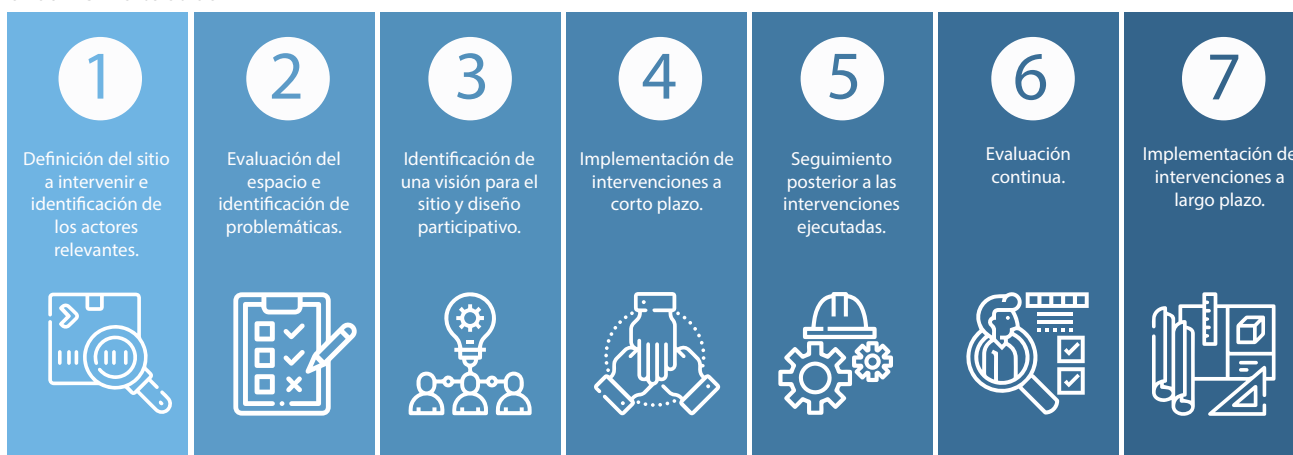 1
Definición del sitio
a intervenir e
identificación de
los actores
relevantes.
2
Evaluación del
espacio e
identificación de
problemáticas.
3
Identificación de
una visión para el
sitio y diseño
participativo.
4
Implementación de
intervenciones a
corto plazo.
5
Seguimiento
posterior a las
intervenciones
ejecutadas.
6
Evaluación
continua.
7
Implementación de
intervenciones a
largo plazo.